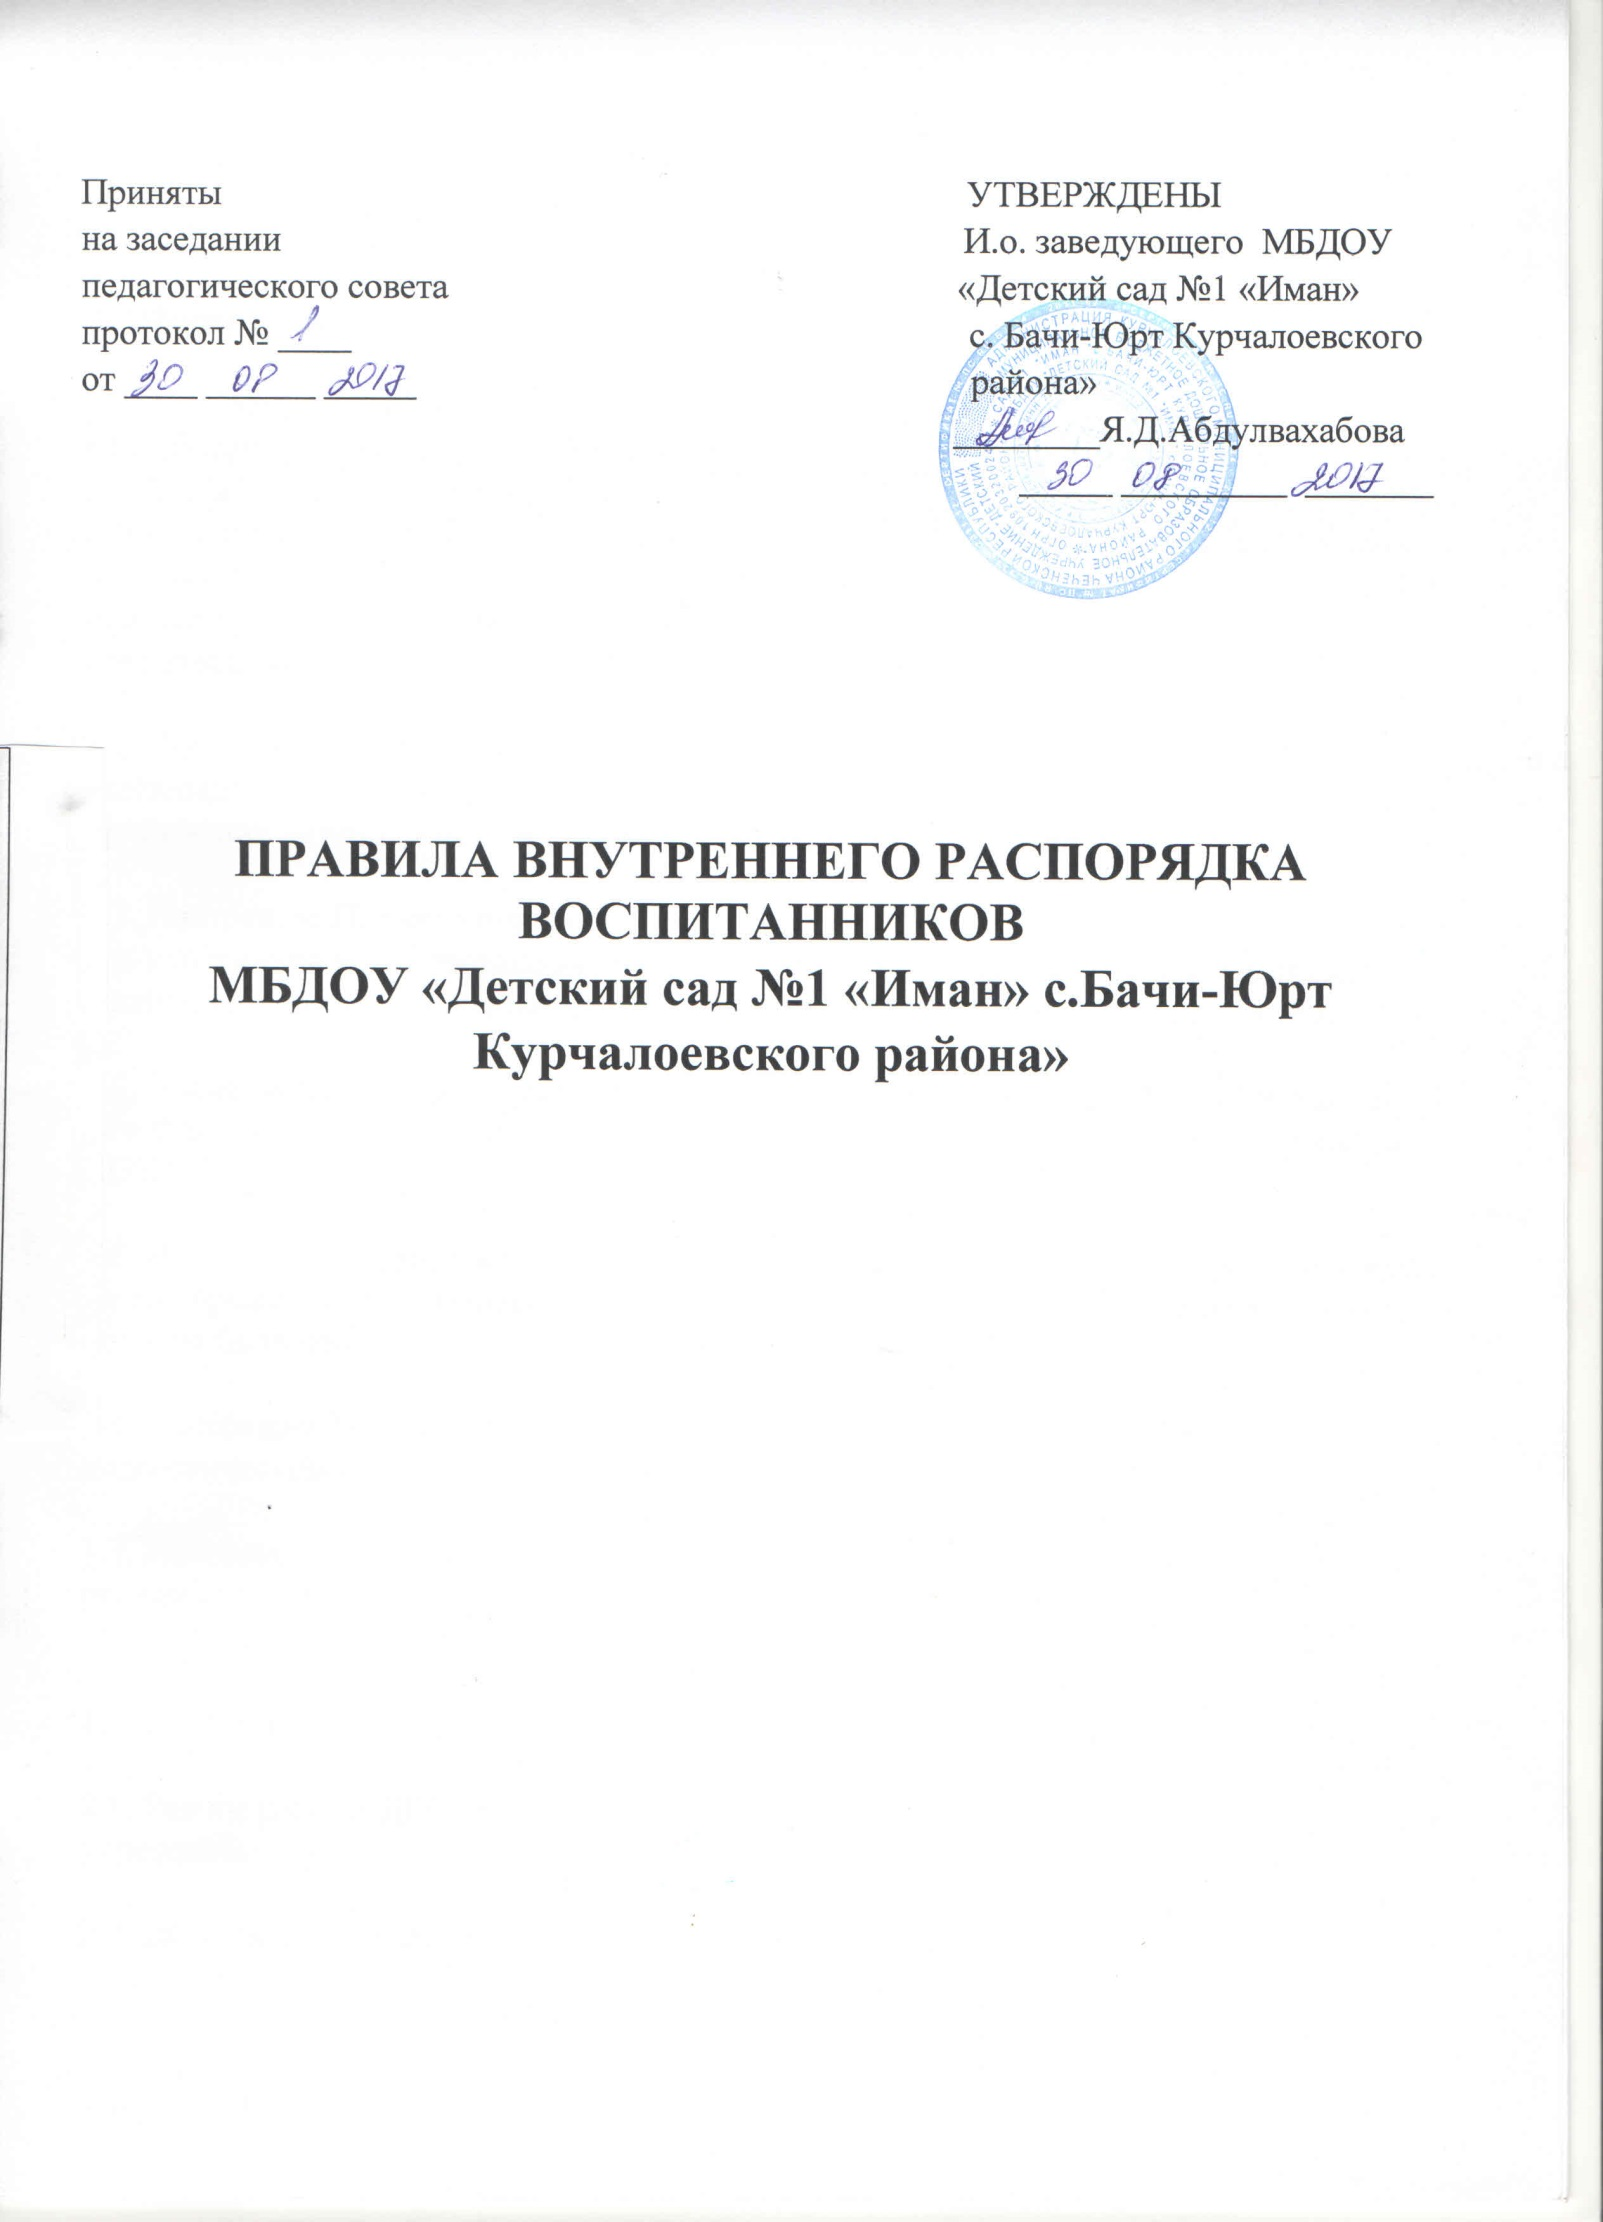 Приняты
на заседании
педагогического совета
протокол № 1
от 30 08 2017
УТВЕРЖДЕНЫ
И.о. заведующего МБДОУ
«Детский сад №1 «Иман»
с. Бачи-Юрт Курчалоевского
района»
Я.Д.Абдулвахабова
30 08 2017
ПРАВИЛА ВНУТРЕННЕГО РАСПОРЯДКА
ВОСПИТАННИКОВ
МБДОУ «Детский сад №1 «Иман» с.Бачи-Юрт
Курчалоевского района»